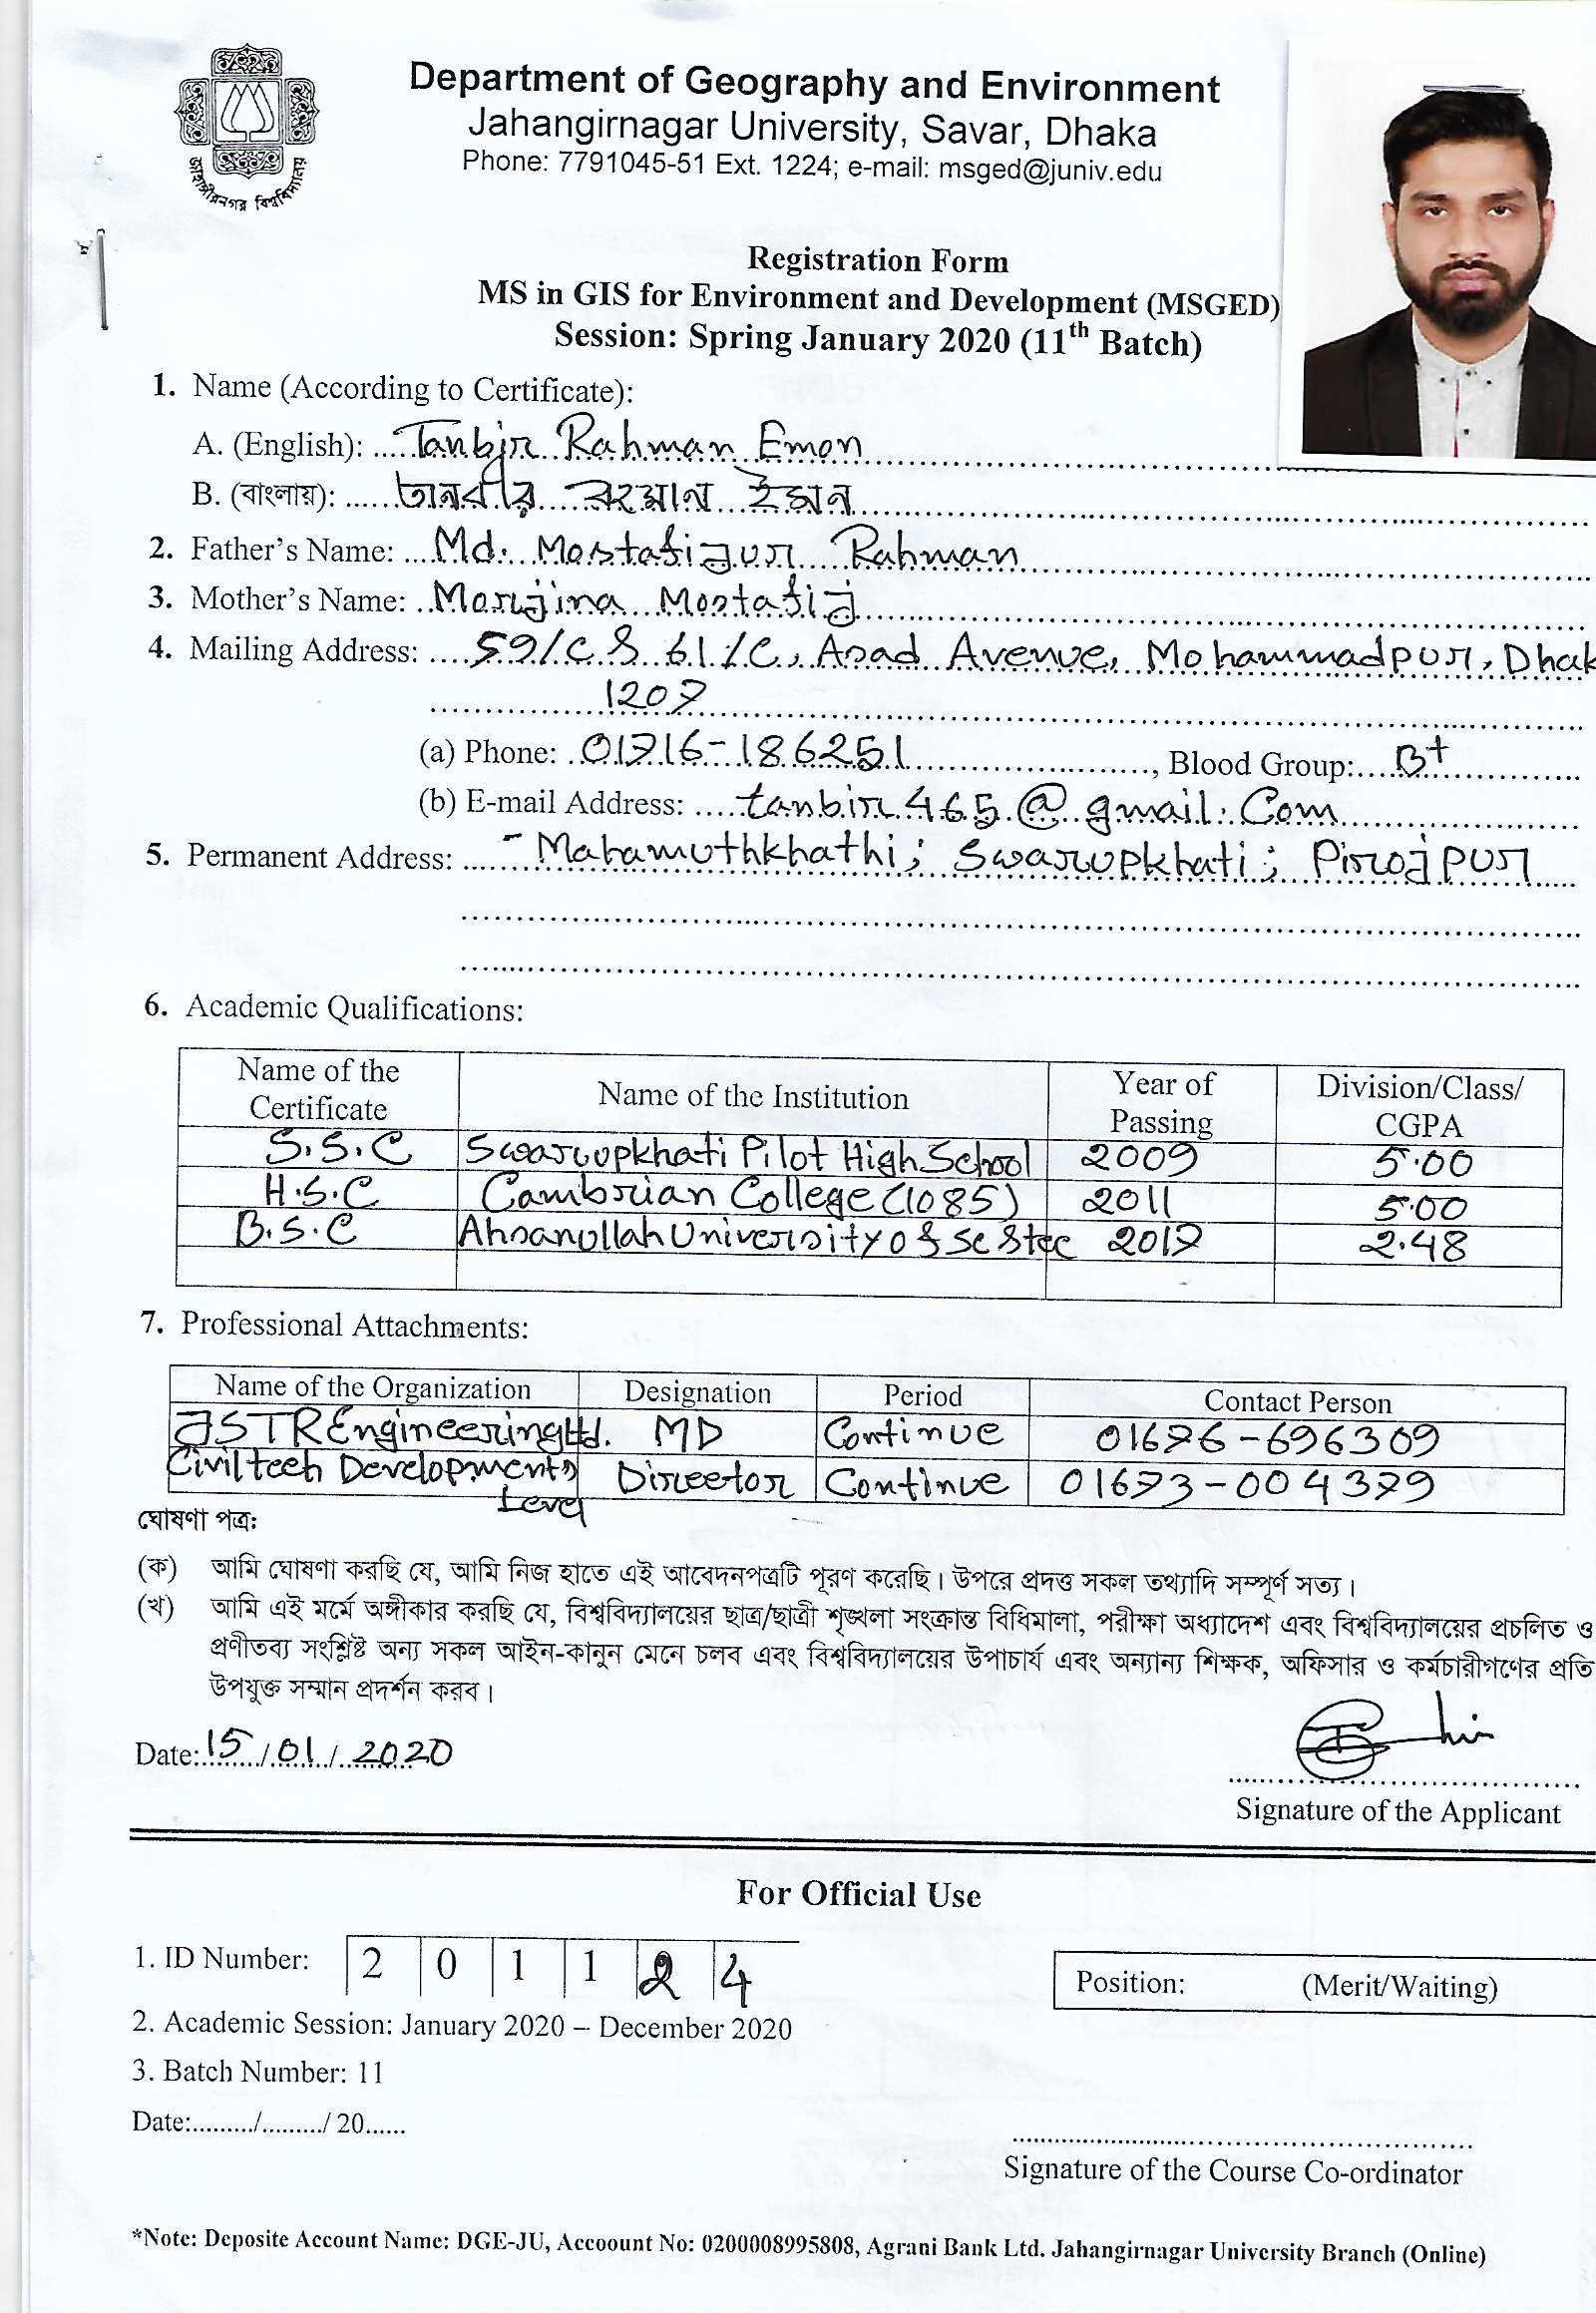 জাহাঙ্গীরনগর বিশ্ববিদ্যালয়
Department of Geography and Environment
Jahangirnagar University, Savar, Dhaka
Phone: 7791045-51 Ext. 1224; e-mail: msged@juniv.edu
Registration Form
MS in GIS for Environment and Development (MSGED)
Session: Spring January 2020 (11th Batch)
1. Name (According to Certificate):
A. (English): Tanbir Rahman Emon
B. (বাংলায়): তানবীর রহমান ইমন
2. Father's Name: Md. Mostafizur Rahman
3. Mother's Name: Morijina Mostafiz
4. Mailing Address: 59/C & 61/C, Asad Avenue, Mohammadpur, Dhak
1207
(a) Phone: 01716-186251, Blood Group: B+
(b) E-mail Address: tanbir465@gmail.Com
5. Permanent Address: Mahamuthkhathi; Swarupkhati; Pirojpur
6. Academic Qualifications:
Name of the Certificate Name of the Institution Year of Passing Division/Class/ CGPA
S.S.C Swarupkhati Pilot High School 2009 5.00
H.S.C Cambrian College (1085) 2011 5.00
B.S.C Ahsanullah University of Sc & Tec 2017 2.48
7. Professional Attachments:
Name of the Organization Designation Period Contact Person
JSTR Engineering Ltd. MD Continue 01676-696309
Civiltech Developments Level Director Continue 01673-004379
ঘোষণা পত্র:
(ক) আমি ঘোষণা করছি যে, আমি নিজ হাতে এই আবেদনপত্রটি পূরণ করেছি। উপরে প্রদত্ত সকল তথ্যাদি সম্পূর্ণ সত্য।
(খ) আমি এই মর্মে অঙ্গীকার করছি যে, বিশ্ববিদ্যালয়ের ছাত্র/ছাত্রী শৃঙ্খলা সংক্রান্ত বিধিমালা, পরীক্ষা অধ্যাদেশ এবং বিশ্ববিদ্যালয়ের প্রচলিত ও
প্রণীতব্য সংশ্লিষ্ট অন্য সকল আইন-কানুন মেনে চলব এবং বিশ্ববিদ্যালয়ের উপাচার্য এবং অন্যান্য শিক্ষক, অফিসার ও কর্মচারীগণের প্রতি
উপযুক্ত সম্মান প্রদর্শন করব।
Date: 15/01/2020
Signature of the Applicant
For Official Use
1. ID Number: 2 0 1 1 2 4
Position: (Merit/Waiting)
2. Academic Session: January 2020 – December 2020
3. Batch Number: 11
Date:........./........./ 20......
Signature of the Course Co-ordinator
*Note: Deposite Account Name: DGE-JU, Accoount No: 0200008995808, Agrani Bank Ltd. Jahangirnagar University Branch (Online)